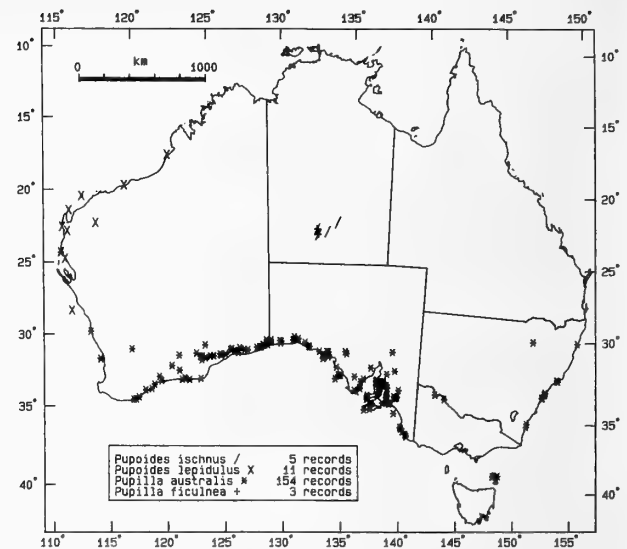 115° 120° 125° 130° 135° 140° 145° 150°
10°
15°
20°
25°
30°
35°
40°
km
0 1000
10°
15°
20°
25°
30°
35°
40°
Pupoides ischnus / 5 records
Pupoides lepidulus X 11 records
Pupilla australis * 154 records
Pupilla ficulnea + 3 records
110° 115° 120° 125° 130° 135° 140° 145° 150° 155°